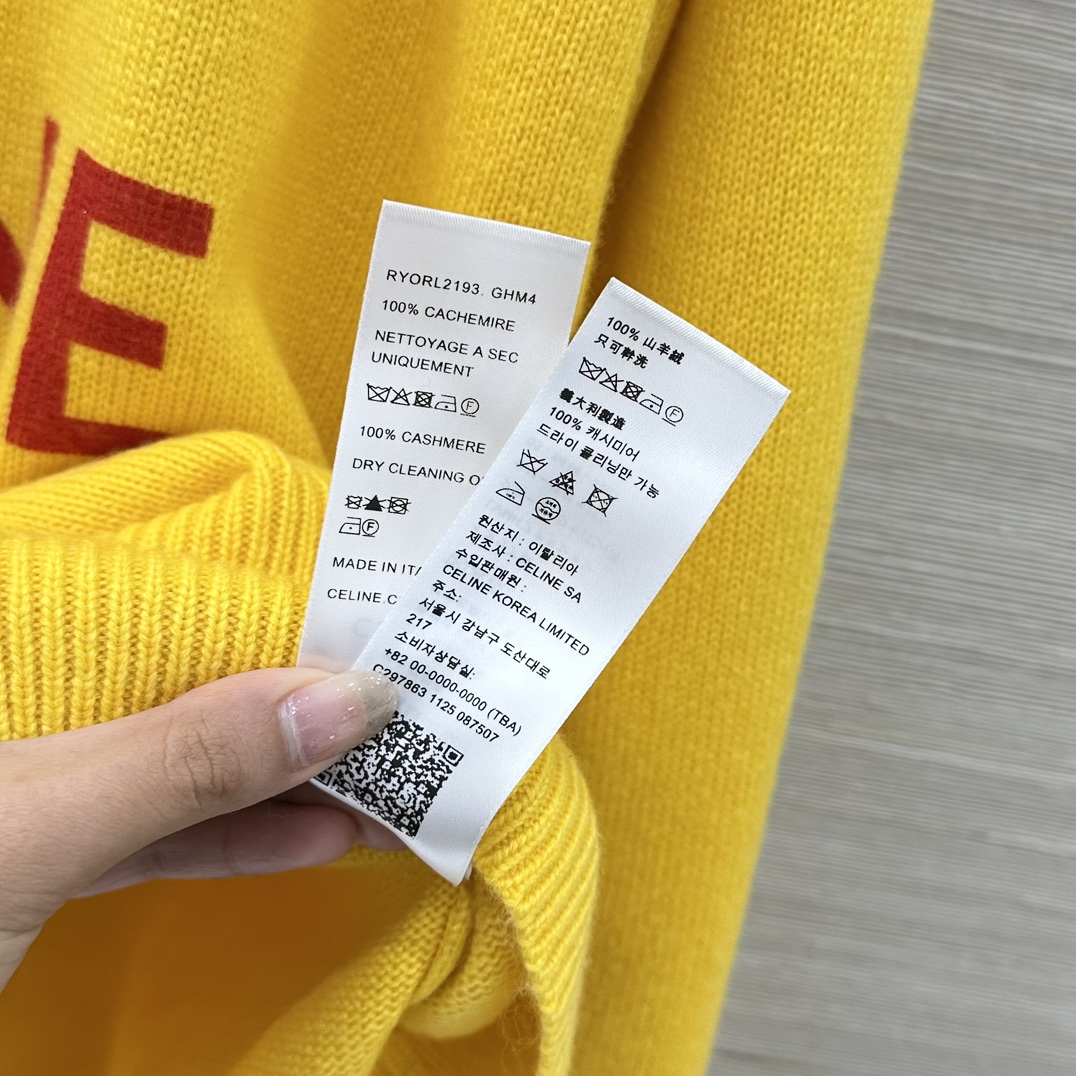 E
RYORL2193. GHM4
100% CACHEMIRE
NETTOYAGE A SEC
UNIQUEMENT
F
100% CASHMERE
DRY CLEANING O
F
MADE IN ITA
CELINE.C
100% 山羊絨
只可幹洗
F
義大利製造
100% 캐시미어
드라이 클리닝만 가능
원산지 : 이탈리아
제조사 : CELINE SA
수입판매원 :
CELINE KOREA LIMITED
주소:
서울시 강남구 도산대로
217
소비자상담실:
+82 00-0000-0000 (TBA)
C297863 1125 087507